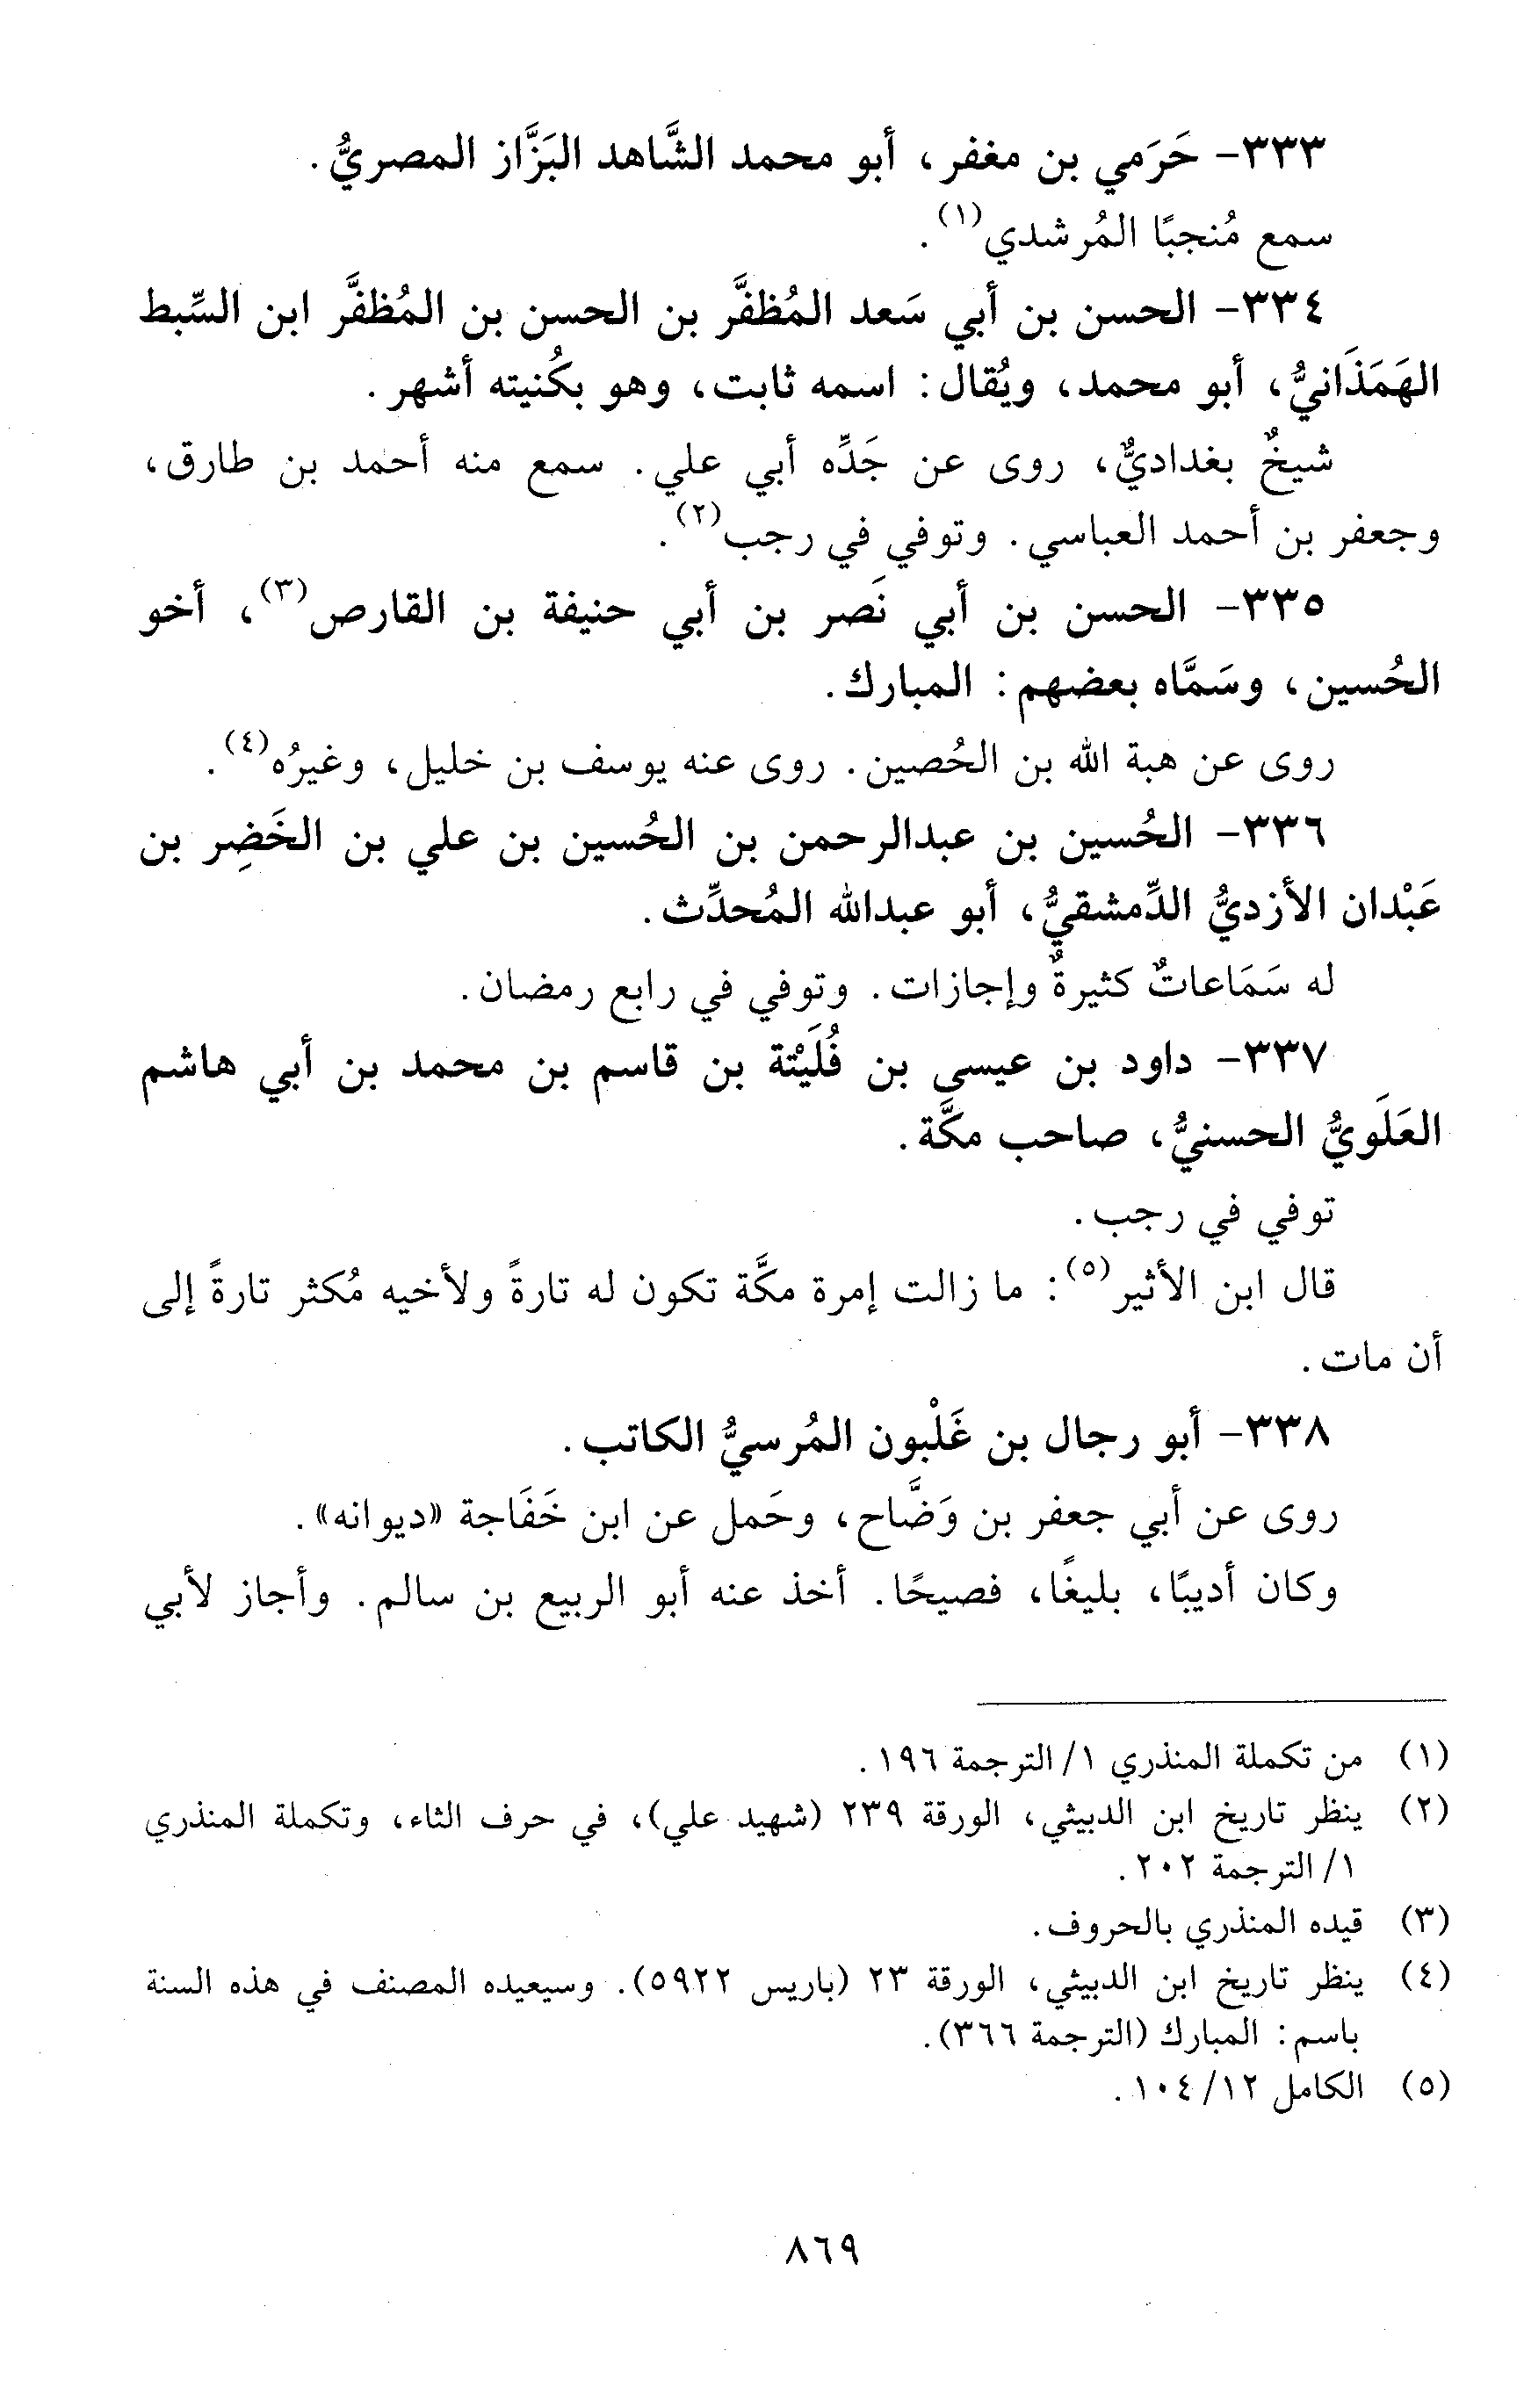 ٣٣٣- حَرَمي بن مغفر، أبو محمد الشَّاهد البَزَّاز المصريُّ.
سمع مُنجبًا المُرشدي(١).
٣٣٤- الحسن بن أبي سَعد المُظفَّر بن الحسن بن المُظفَّر ابن السِّبط
الهَمَذَانيُّ، أبو محمد، ويُقال: اسمه ثابت، وهو بكُنيته أشهر.
شيخٌ بغداديٌّ، روى عن جَدِّه أبي علي. سمع منه أحمد بن طارق،
وجعفر بن أحمد العباسي. وتوفي في رجب(٢).
٣٣٥- الحسن بن أبي نَصر بن أبي حنيفة بن القارص(٣)، أخو
الحُسين، وسَمَّاه بعضهم: المبارك.
روى عن هبة الله بن الحُصين. روى عنه يوسف بن خليل، وغيرُه(٤).
٣٣٦- الحُسين بن عبدالرحمن بن الحُسين بن علي بن الخَضِر بن
عَبْدان الأزديُّ الدِّمشقيُّ، أبو عبدالله المُحدِّث.
له سَمَاعاتٌ كثيرةٌ وإجازات. وتوفي في رابع رمضان.
٣٣٧- داود بن عيسى بن فُلَيْتة بن قاسم بن محمد بن أبي هاشم
العَلَويُّ الحسنيُّ، صاحب مكَّة.
توفي في رجب.
قال ابن الأثير(٥): ما زالت إمرة مكَّة تكون له تارةً ولأخيه مُكثر تارةً إلى
أن مات.
٣٣٨- أبو رجال بن غَلْبون المُرسيُّ الكاتب.
روى عن أبي جعفر بن وَضَّاح، وحَمل عن ابن خَفَاجة «ديوانه».
وكان أديبًا، بليغًا، فصيحًا. أخذ عنه أبو الربيع بن سالم. وأجاز لأبي
(١) من تكملة المنذري ١/ الترجمة ١٩٦.
(٢) ينظر تاريخ ابن الدبيثي، الورقة ٢٣٩ (شهيد علي)، في حرف الثاء، وتكملة المنذري
١/ الترجمة ٢٠٢.
(٣) قيده المنذري بالحروف.
(٤) ينظر تاريخ ابن الدبيثي، الورقة ٢٣ (باريس ٥٩٢٢). وسيعيده المصنف في هذه السنة
باسم: المبارك (الترجمة ٣٦٦).
(٥) الكامل ١٢/ ١٠٤.
٨٦٩